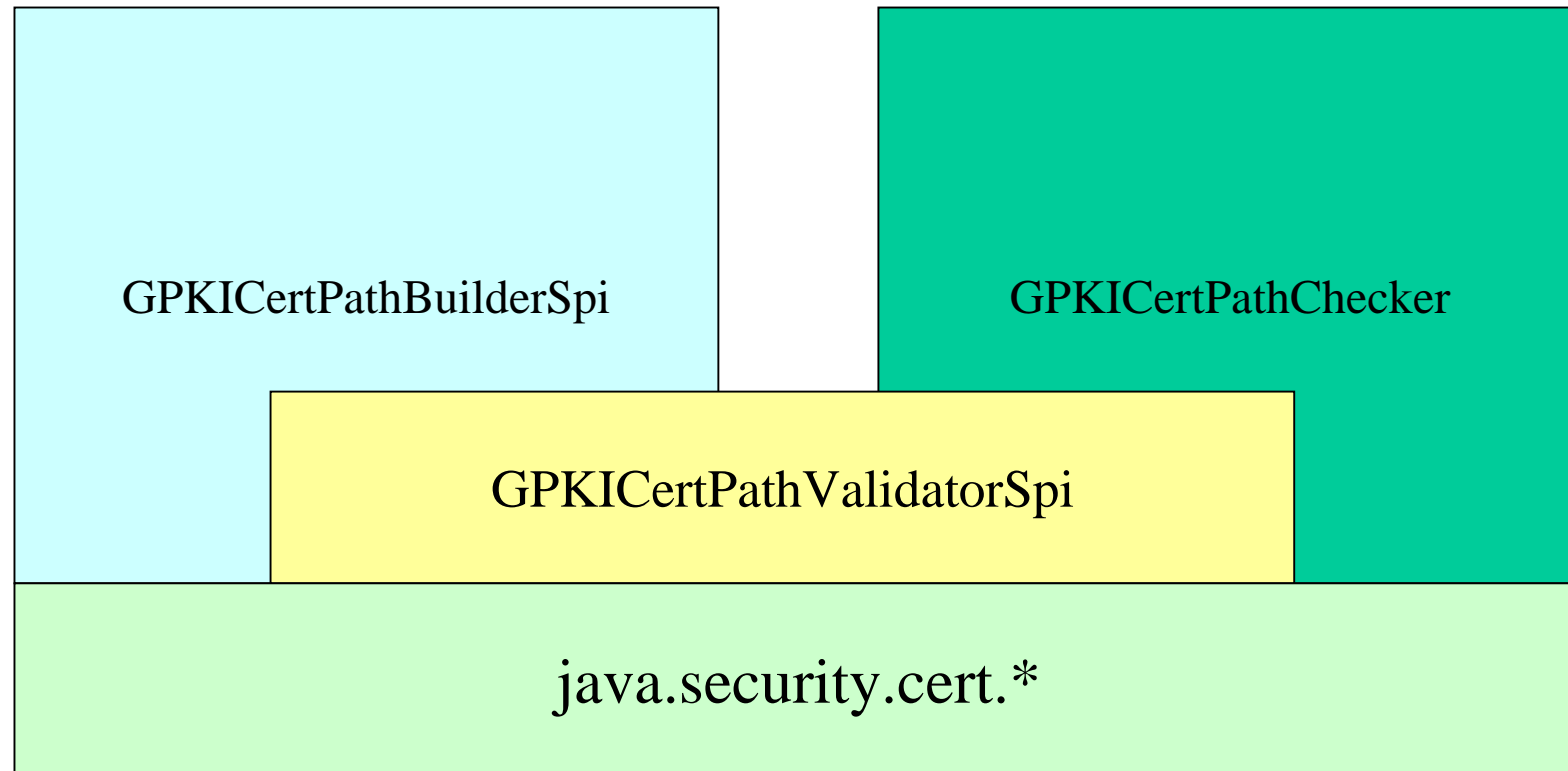 GPKICertPathBuilderSpi
GPKICertPathChecker
GPKICertPathValidatorSpi
java.security.cert.*